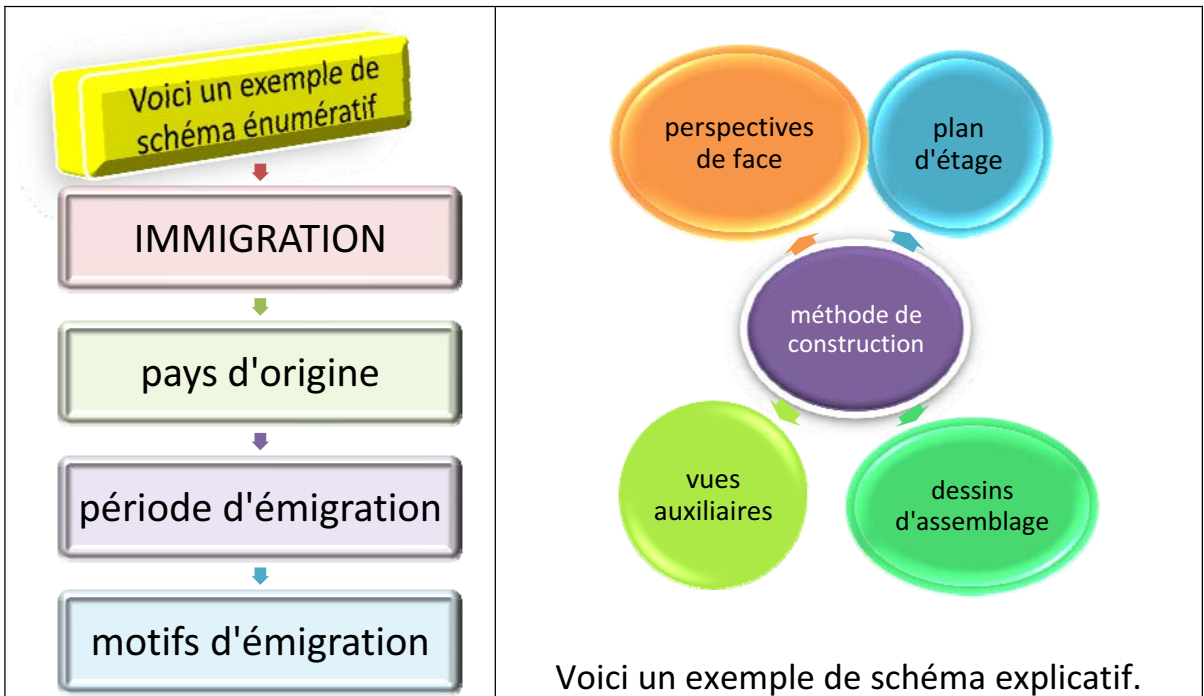 Voici un exemple de
schéma énumératif
IMMIGRATION
pays d'origine
période d'émigration
motifs d'émigration
perspectives
de face
plan
d'étage
méthode de
construction
vues
auxiliaires
dessins
d'assemblage
Voici un exemple de schéma explicatif.